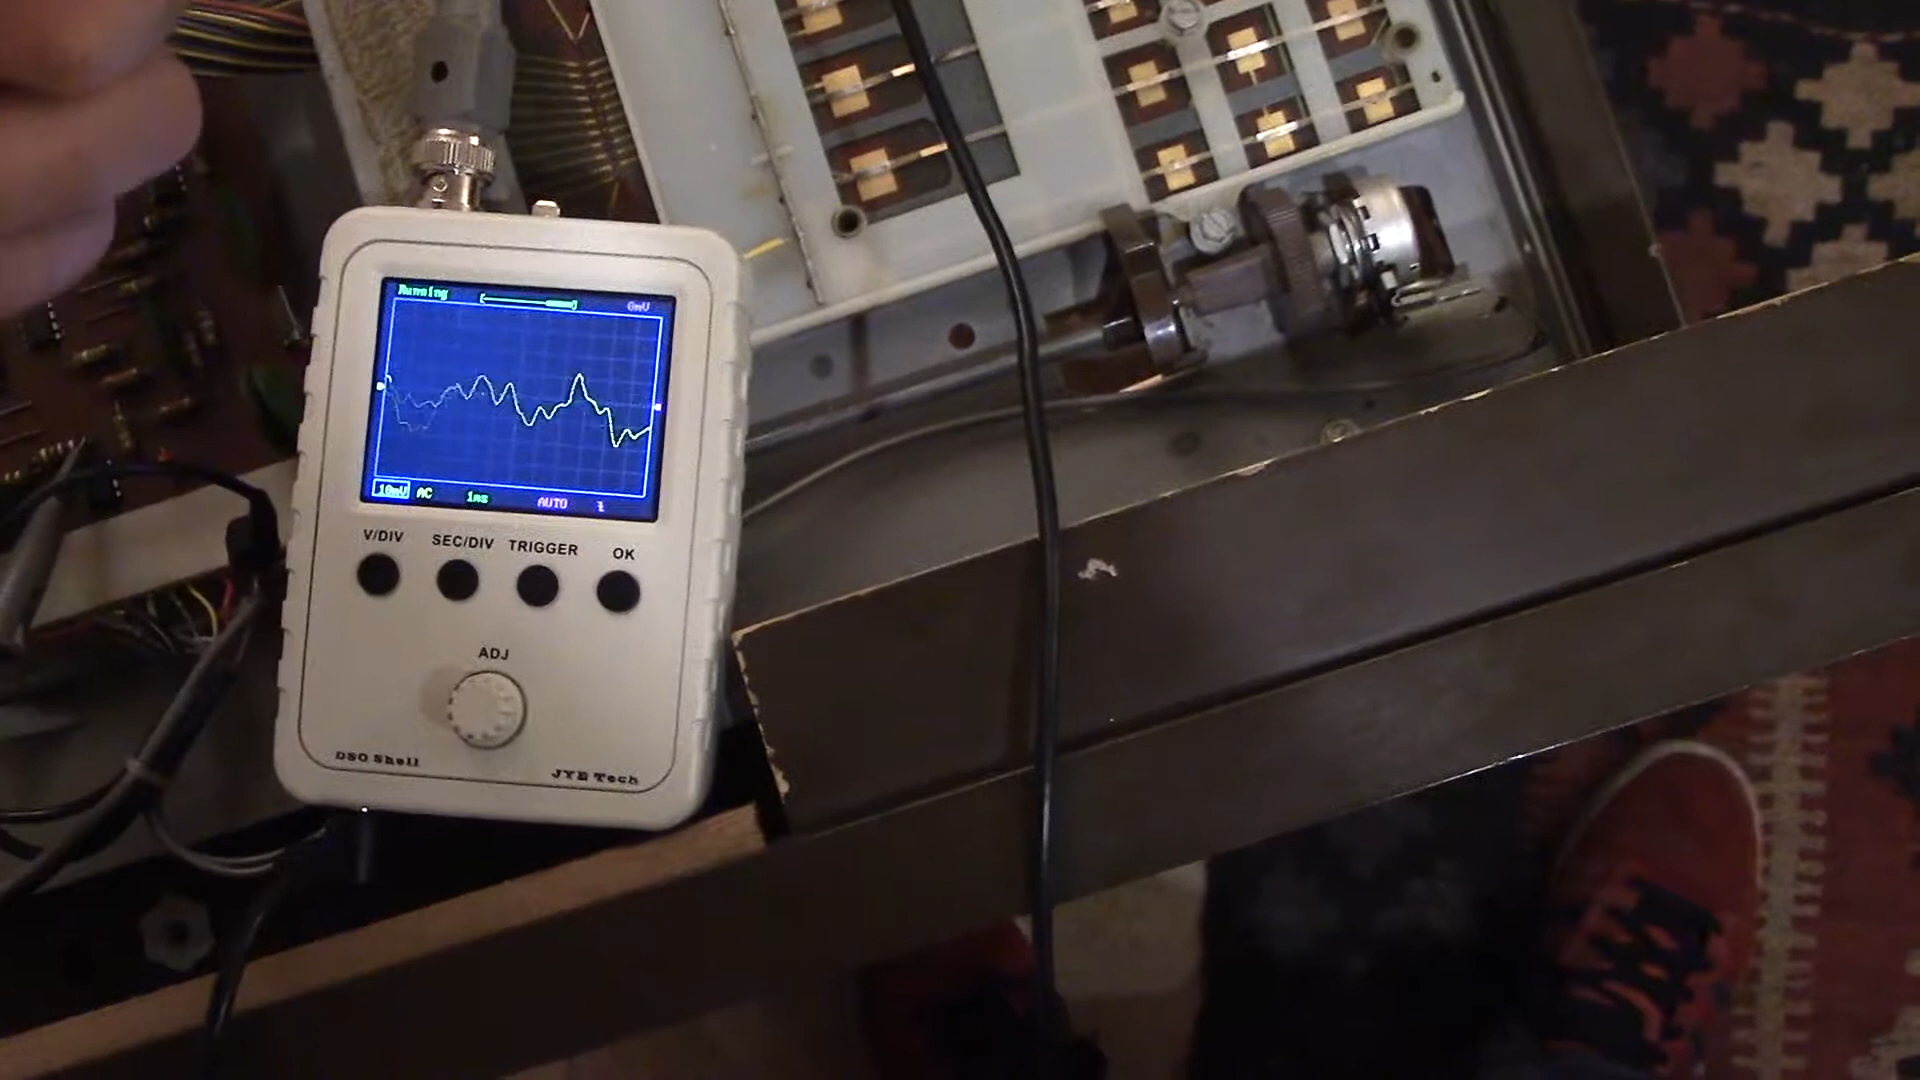 Running 0mV
10mV AC 1ms AUTO
V/DIV SEC/DIV TRIGGER OK
ADJ
DSO Shell JYE Tech